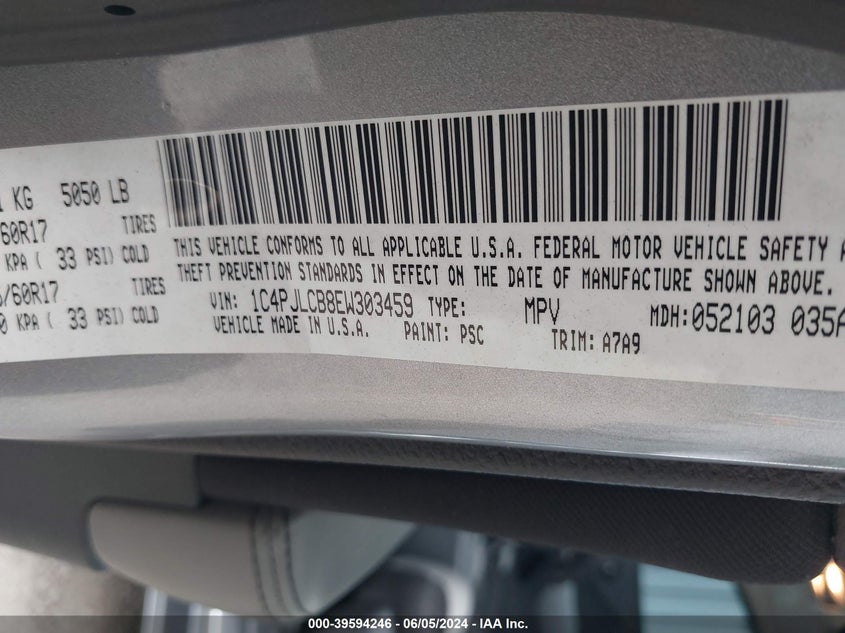 KG 5050 LB
/60R17 TIRES
KPA ( 33 PSI) COLD
/60R17 TIRES
0 KPA ( 33 PSI) COLD
THIS VEHICLE CONFORMS TO ALL APPLICABLE U.S.A. FEDERAL MOTOR VEHICLE SAFETY
THEFT PREVENTION STANDARDS IN EFFECT ON THE DATE OF MANUFACTURE SHOWN ABOVE.
VIN: 1C4PJLCB8EW303459 TYPE: MPV MDH:052103 035A
VEHICLE MADE IN U.S.A. PAINT: PSC TRIM: A7A9
000-39594246 - 06/05/2024 - IAA Inc.